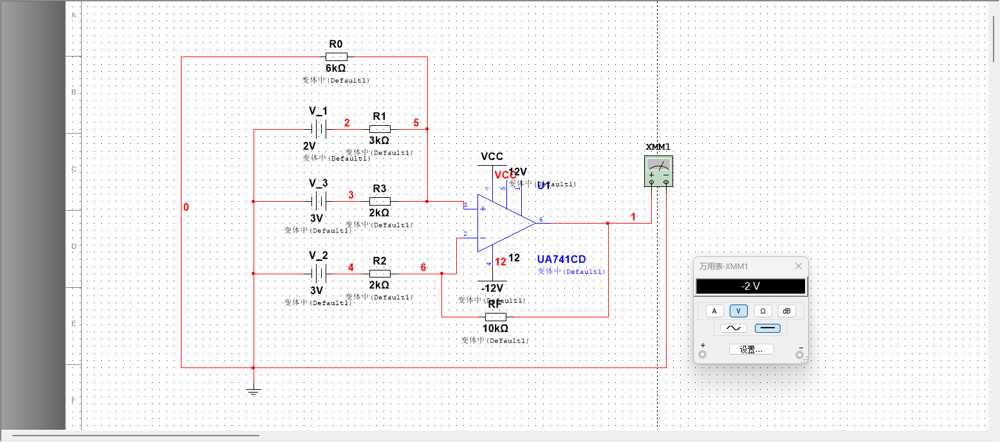 A
B
C
D
E
F
R0
6kΩ
变体中(Default1)
V_1
2V
变体中(Default1)
2
R1
3kΩ
变体中(Default1)
5
V_3
3V
变体中(Default1)
3
R3
2kΩ
变体中(Default1)
0
V_2
3V
变体中(Default1)
4
R2
2kΩ
变体中(Default1)
6
VCC
VCC
12V
变体中(Default1)
U1
7
5
1
3
2
6
4
12
12
UA741CD
变体中(Default1)
-12V
变体中(Default1)
RF
10kΩ
变体中(Default1)
1
XMM1
+ −
万用表-XMM1
-2 V
A V Ω dB
设置...
+ −